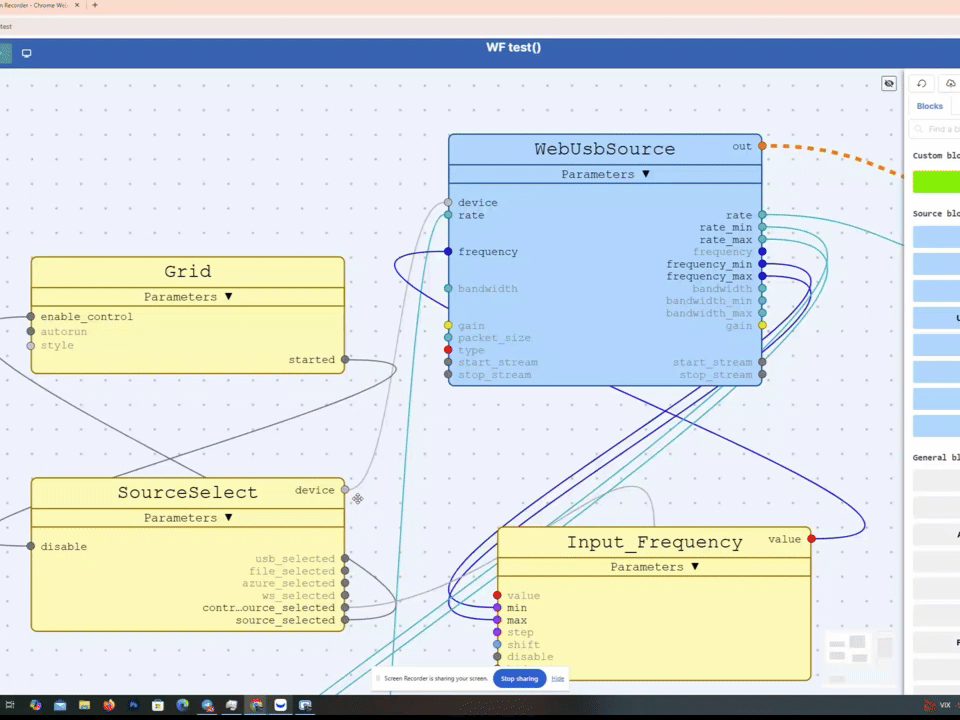 n Recorder - Chrome We
test
WF test()
Blocks
Find a b
Custom blo
Source blo
General bl
WebUsbSource
out
Parameters ▼
device
rate
frequency
bandwidth
gain
packet_size
type
start_stream
stop_stream
rate
rate_min
rate_max
frequency
frequency_min
frequency_max
bandwidth
bandwidth_min
bandwidth_max
gain
start_stream
stop_stream
Grid
Parameters ▼
enable_control
autorun
style
started
SourceSelect
device
Parameters ▼
disable
usb_selected
file_selected
azure_selected
ws_selected
contr…ource_selected
source_selected
Input_Frequency
value
Parameters ▼
value
min
max
step
shift
disable
Screen Recorder is sharing your screen.
Stop sharing
Hide
VIX